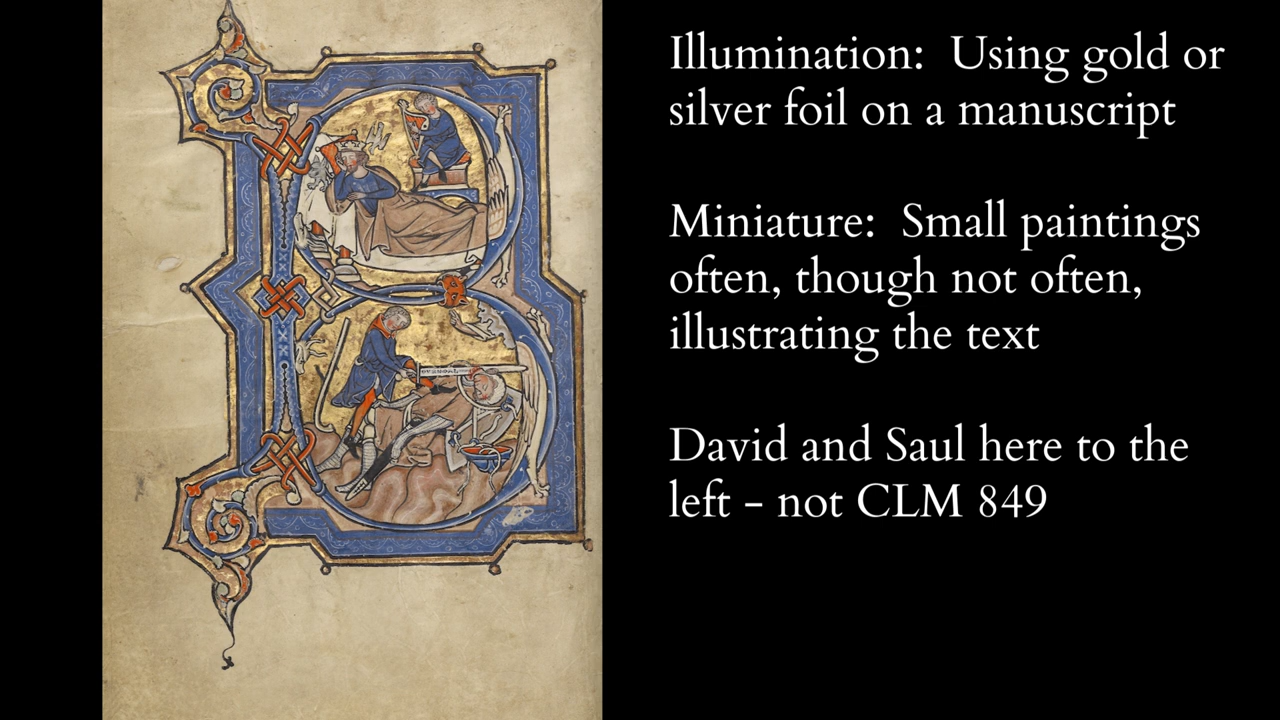 Illumination:  Using gold or
silver foil on a manuscript
Miniature:  Small paintings
often, though not often,
illustrating the text
David and Saul here to the
left – not CLM 849